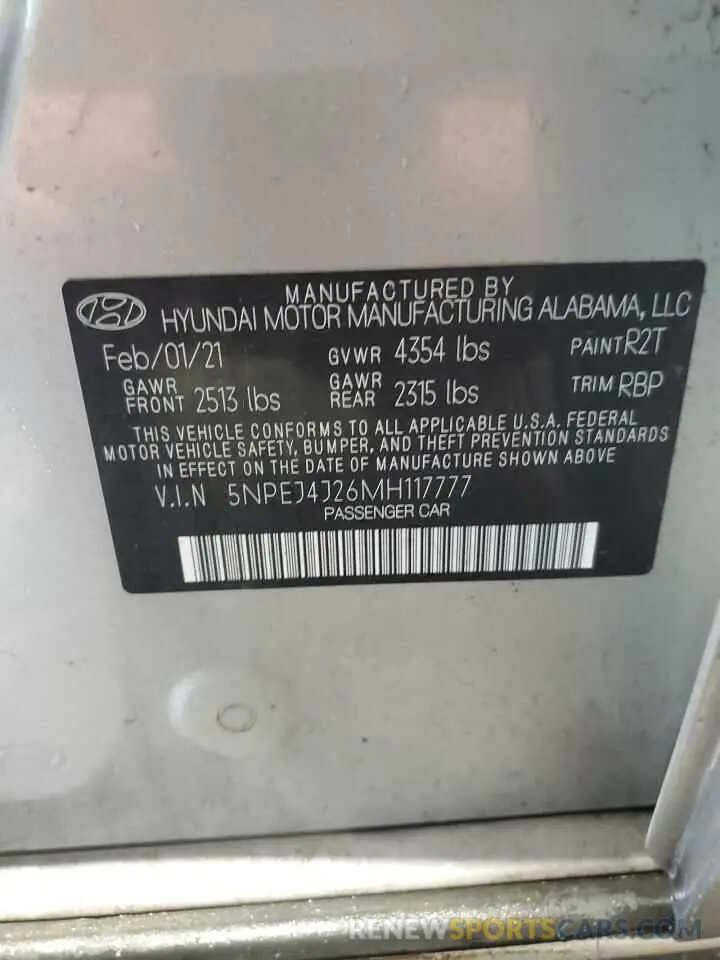 MANUFACTURED BY
HYUNDAI MOTOR MANUFACTURING ALABAMA, LLC
Feb/01/21 GVWR 4354 lbs PAINT R2T
GAWR FRONT 2513 lbs GAWR REAR 2315 lbs TRIM RBP
THIS VEHICLE CONFORMS TO ALL APPLICABLE U.S.A. FEDERAL
MOTOR VEHICLE SAFETY, BUMPER, AND THEFT PREVENTION STANDARDS
IN EFFECT ON THE DATE OF MANUFACTURE SHOWN ABOVE
V.I.N 5NPEJ4J26MH117777
PASSENGER CAR
RENEWSPORTSCARS.COM